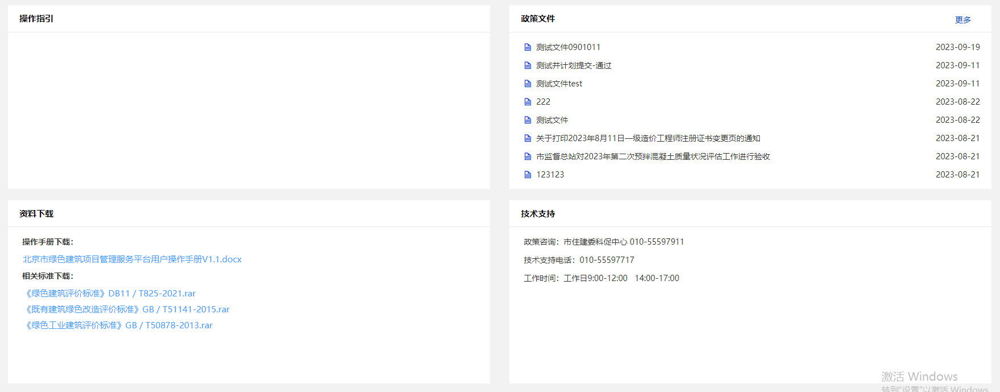 操作指引
政策文件
更多
测试文件0901011 2023-09-19
测试并计划提交-通过 2023-09-11
测试文件test 2023-09-11
222 2023-08-22
测试文件 2023-08-22
关于打印2023年8月11日一级造价工程师注册证书变更页的通知 2023-08-21
市监督总站对2023年第二次预拌混凝土质量状况评估工作进行验收 2023-08-21
123123 2023-08-21
资料下载
操作手册下载：
北京市绿色建筑项目管理服务平台用户操作手册V1.1.docx
相关标准下载：
《绿色建筑评价标准》DB11 / T825-2021.rar
《既有建筑绿色改造评价标准》GB / T51141-2015.rar
《绿色工业建筑评价标准》GB / T50878-2013.rar
技术支持
政策咨询：市住建委科促中心 010-55597911
技术支持电话：010-55597717
工作时间：工作日9:00-12:00 14:00-17:00
激活 Windows
转到"设置"以激活 Windows